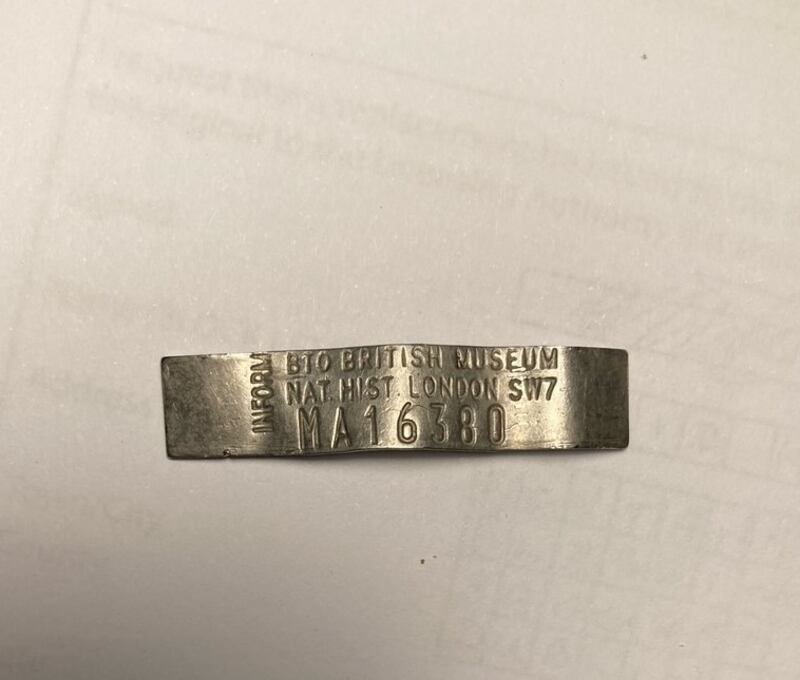 INFORM
BTO BRITISH MUSEUM
NAT. HIST. LONDON SW7
MA16380